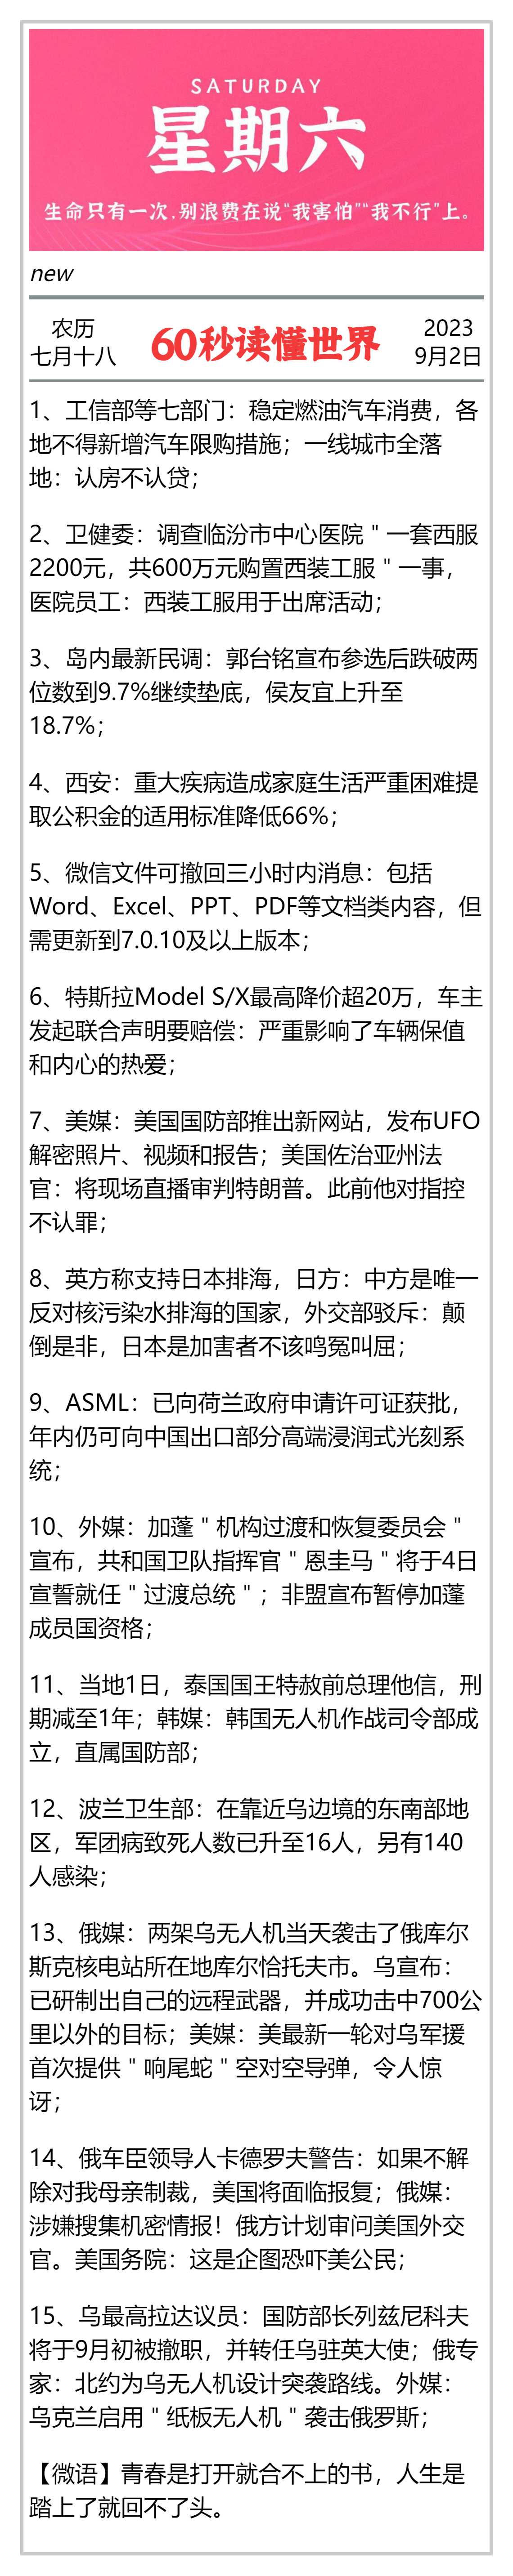 SATURDAY
星期六
生命只有一次,别浪费在说“我害怕”“我不行”上。
new
农历
七月十八
60秒读懂世界
2023
9月2日
1、工信部等七部门：稳定燃油汽车消费，各
地不得新增汽车限购措施；一线城市全落
地：认房不认贷；
2、卫健委：调查临汾市中心医院＂一套西服
2200元，共600万元购置西装工服＂一事，
医院员工：西装工服用于出席活动；
3、岛内最新民调：郭台铭宣布参选后跌破两
位数到9.7%继续垫底，侯友宜上升至
18.7%；
4、西安：重大疾病造成家庭生活严重困难提
取公积金的适用标准降低66%；
5、微信文件可撤回三小时内消息：包括
Word、Excel、PPT、PDF等文档类内容，但
需更新到7.0.10及以上版本；
6、特斯拉Model S/X最高降价超20万，车主
发起联合声明要赔偿：严重影响了车辆保值
和内心的热爱；
7、美媒：美国国防部推出新网站，发布UFO
解密照片、视频和报告；美国佐治亚州法
官：将现场直播审判特朗普。此前他对指控
不认罪；
8、英方称支持日本排海，日方：中方是唯一
反对核污染水排海的国家，外交部驳斥：颠
倒是非，日本是加害者不该鸣冤叫屈；
9、ASML：已向荷兰政府申请许可证获批，
年内仍可向中国出口部分高端浸润式光刻系
统；
10、外媒：加蓬＂机构过渡和恢复委员会＂
宣布，共和国卫队指挥官＂恩圭马＂将于4日
宣誓就任＂过渡总统＂；非盟宣布暂停加蓬
成员国资格；
11、当地1日，泰国国王特赦前总理他信，刑
期减至1年；韩媒：韩国无人机作战司令部成
立，直属国防部；
12、波兰卫生部：在靠近乌边境的东南部地
区，军团病致死人数已升至16人，另有140
人感染；
13、俄媒：两架乌无人机当天袭击了俄库尔
斯克核电站所在地库尔恰托夫市。乌宣布：
已研制出自己的远程武器，并成功击中700公
里以外的目标；美媒：美最新一轮对乌军援
首次提供＂响尾蛇＂空对空导弹，令人惊
讶；
14、俄车臣领导人卡德罗夫警告：如果不解
除对我母亲制裁，美国将面临报复；俄媒：
涉嫌搜集机密情报！俄方计划审问美国外交
官。美国务院：这是企图恐吓美公民；
15、乌最高拉达议员：国防部长列兹尼科夫
将于9月初被撤职，并转任乌驻英大使；俄专
家：北约为乌无人机设计突袭路线。外媒：
乌克兰启用＂纸板无人机＂袭击俄罗斯；
【微语】青春是打开就合不上的书，人生是
踏上了就回不了头。